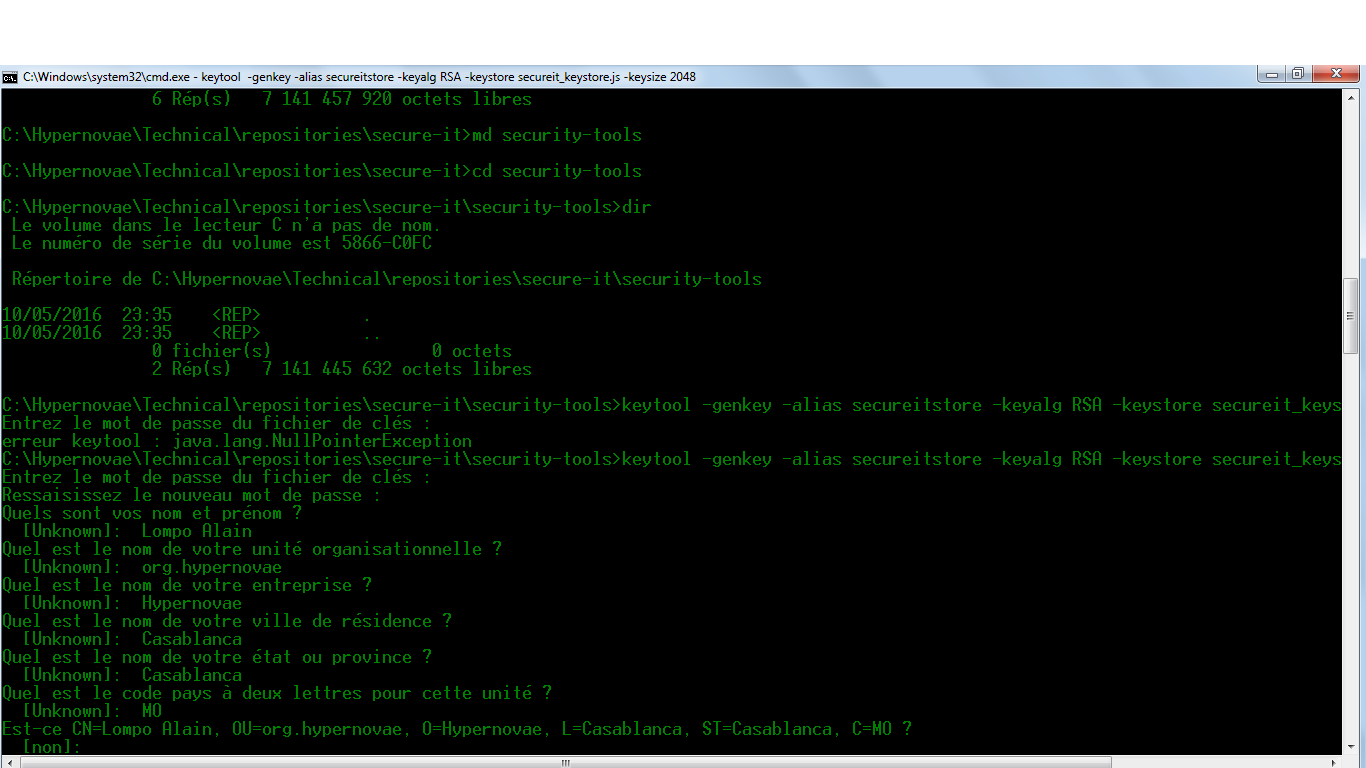 C:\Windows\system32\cmd.exe - keytool -genkey -alias secureitstore -keyalg RSA -keystore secureit_keystore.js -keysize 2048
6 Rép(s) 7 141 457 920 octets libres
C:\Hypernovae\Technical\repositories\secure-it>md security-tools
C:\Hypernovae\Technical\repositories\secure-it>cd security-tools
C:\Hypernovae\Technical\repositories\secure-it\security-tools>dir
Le volume dans le lecteur C n'a pas de nom.
Le numéro de série du volume est 5866-C0FC
Répertoire de C:\Hypernovae\Technical\repositories\secure-it\security-tools
10/05/2016 23:35 <REP> .
10/05/2016 23:35 <REP> ..
0 fichier(s) 0 octets
2 Rép(s) 7 141 445 632 octets libres
C:\Hypernovae\Technical\repositories\secure-it\security-tools>keytool -genkey -alias secureitstore -keyalg RSA -keystore secureit_keys
Entrez le mot de passe du fichier de clés :
erreur keytool : java.lang.NullPointerException
C:\Hypernovae\Technical\repositories\secure-it\security-tools>keytool -genkey -alias secureitstore -keyalg RSA -keystore secureit_keys
Entrez le mot de passe du fichier de clés :
Ressaisissez le nouveau mot de passe :
Quels sont vos nom et prénom ?
[Unknown]: Lompo Alain
Quel est le nom de votre unité organisationnelle ?
[Unknown]: org.hypernovae
Quel est le nom de votre entreprise ?
[Unknown]: Hypernovae
Quel est le nom de votre ville de résidence ?
[Unknown]: Casablanca
Quel est le nom de votre état ou province ?
[Unknown]: Casablanca
Quel est le code pays à deux lettres pour cette unité ?
[Unknown]: MO
Est-ce CN=Lompo Alain, OU=org.hypernovae, O=Hypernovae, L=Casablanca, ST=Casablanca, C=MO ?
[non]: